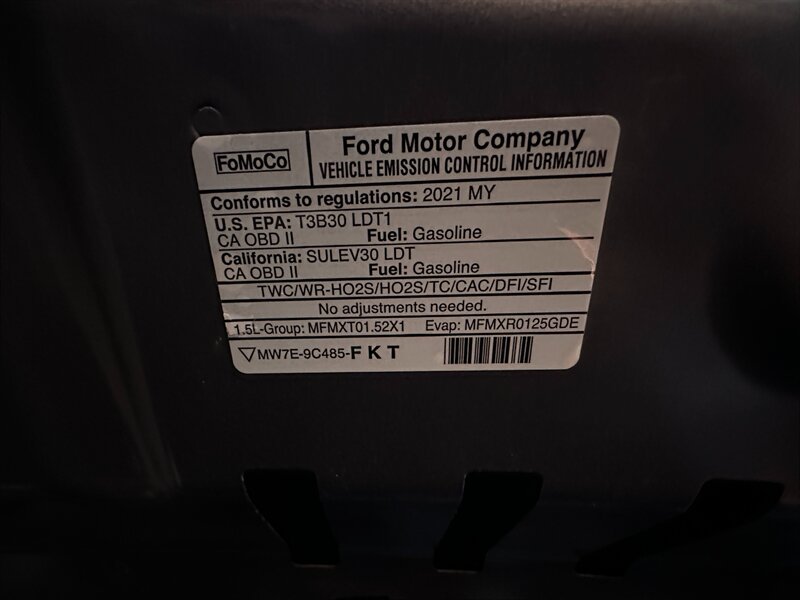 FoMoCo
Ford Motor Company
VEHICLE EMISSION CONTROL INFORMATION
Conforms to regulations: 2021 MY
U.S. EPA: T3B30 LDT1
CA OBD II Fuel: Gasoline
California: SULEV30 LDT
CA OBD II Fuel: Gasoline
TWC/WR-HO2S/HO2S/TC/CAC/DFI/SFI
No adjustments needed.
1.5L-Group: MFMXT01.52X1 Evap: MFMXR0125GDE
MW7E-9C485-FKT